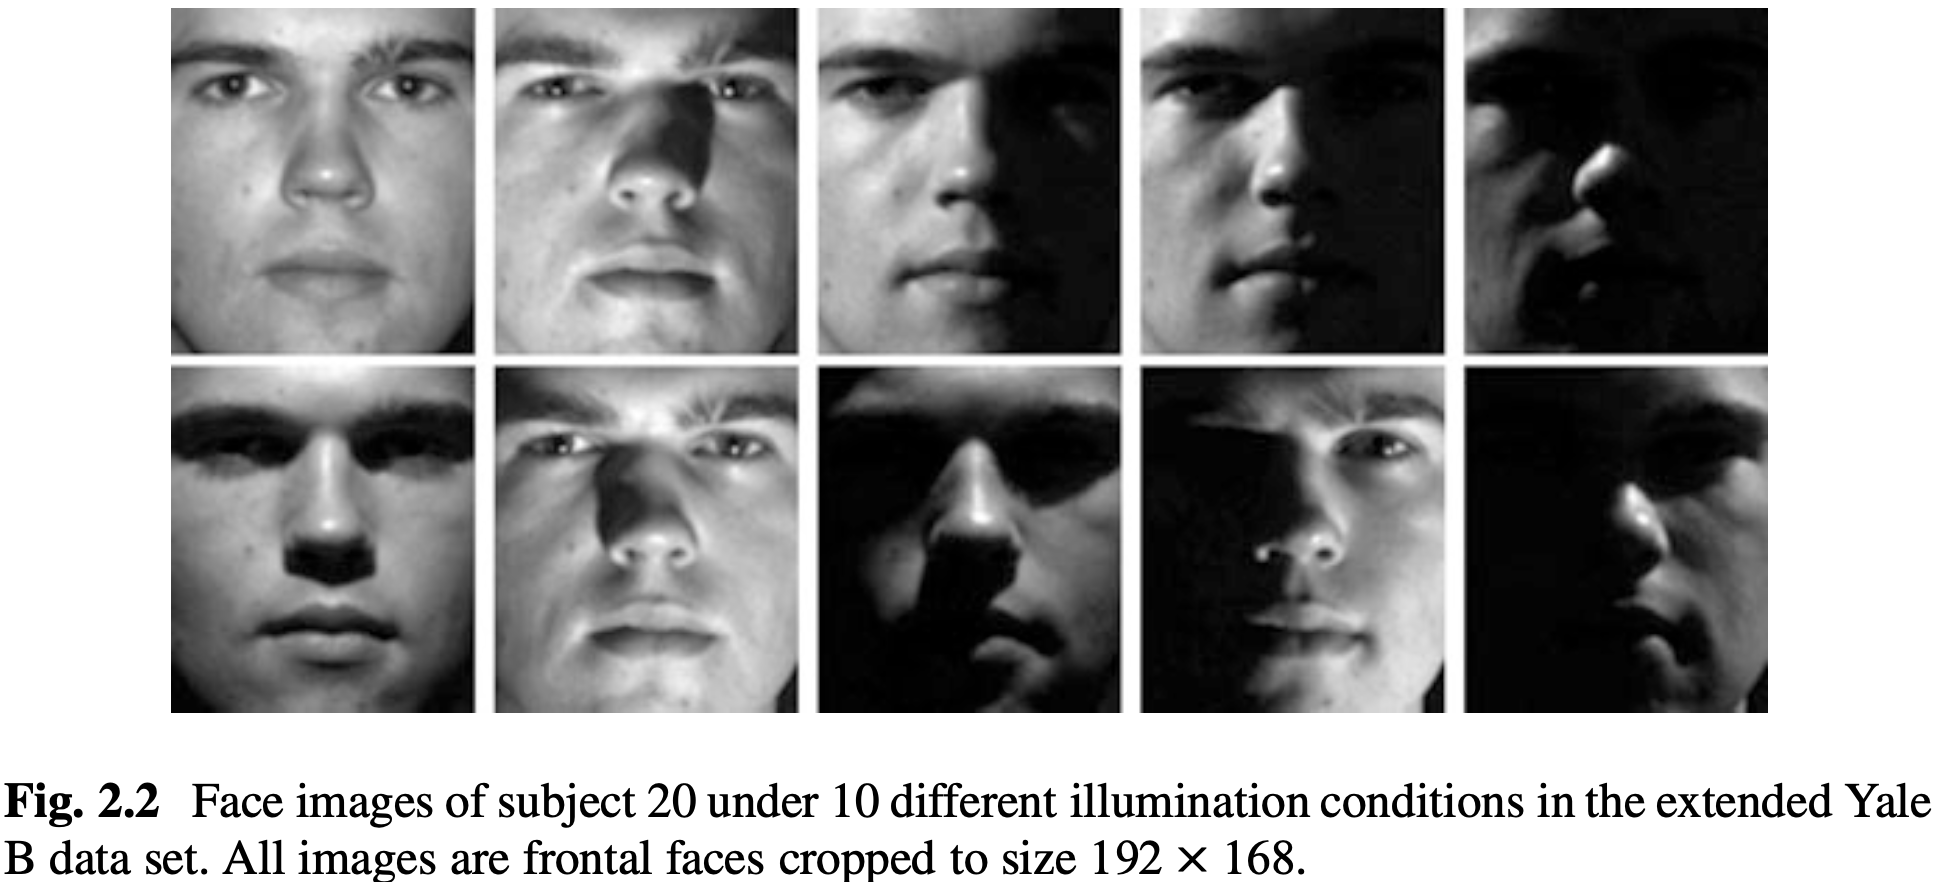 Fig. 2.2 Face images of subject 20 under 10 different illumination conditions in the extended Yale
B data set. All images are frontal faces cropped to size 192 × 168.